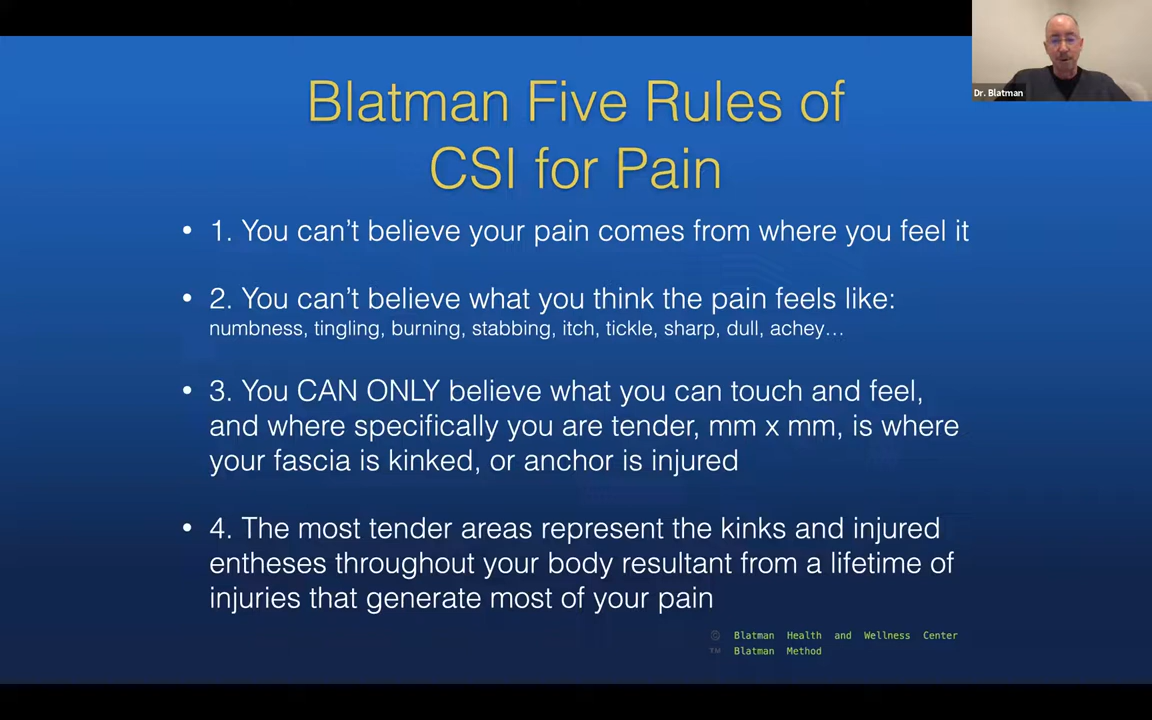 Blatman Five Rules of
CSI for Pain
Dr. Blatman
• 1. You can’t believe your pain comes from where you feel it
• 2. You can’t believe what you think the pain feels like:
numbness, tingling, burning, stabbing, itch, tickle, sharp, dull, achey…
• 3. You CAN ONLY believe what you can touch and feel,
and where specifically you are tender, mm x mm, is where
your fascia is kinked, or anchor is injured
• 4. The most tender areas represent the kinks and injured
entheses throughout your body resultant from a lifetime of
injuries that generate most of your pain
© Blatman Health and Wellness Center
™ Blatman Method